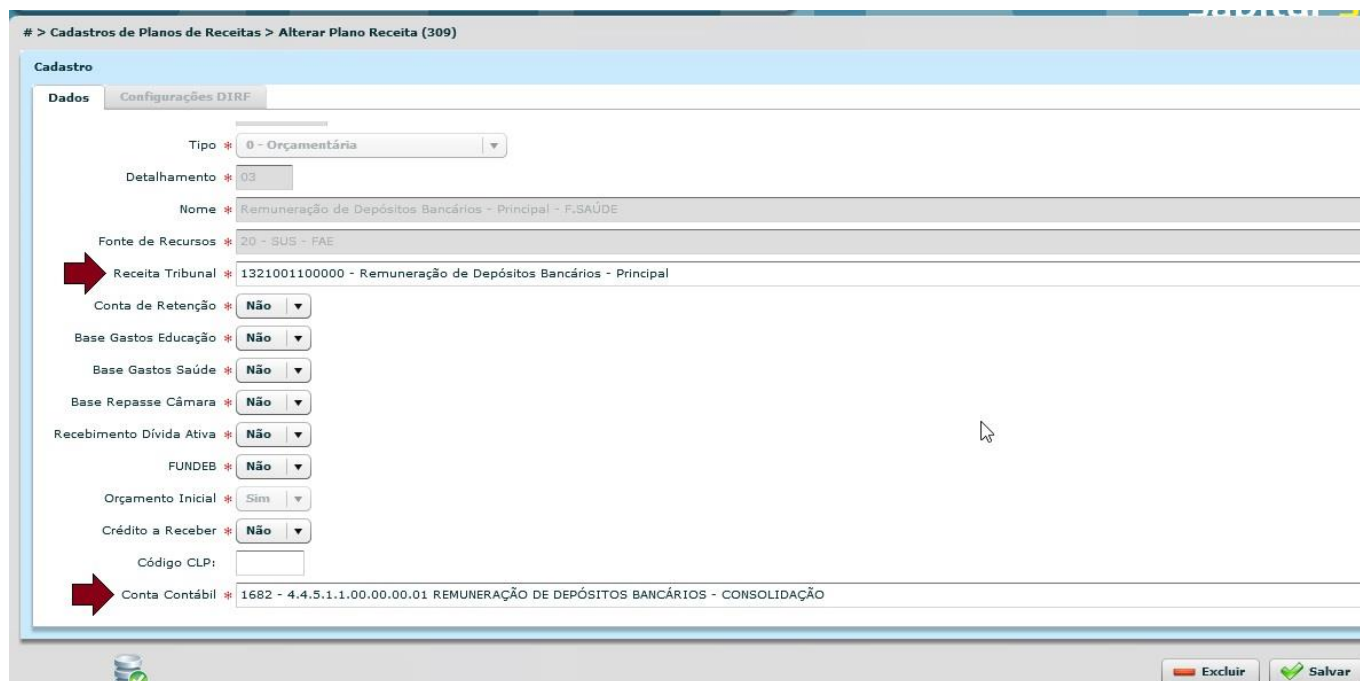 # > Cadastros de Planos de Receitas > Alterar Plano Receita (309)
Cadastro
Dados Configurações DIRF
Tipo * 0 - Orçamentária
Detalhamento * 03
Nome * Remuneração de Depósitos Bancários - Principal - F.SAÚDE
Fonte de Recursos * 20 - SUS - FAE
Receita Tribunal * 1321001100000 - Remuneração de Depósitos Bancários - Principal
Conta de Retenção * Não
Base Gastos Educação * Não
Base Gastos Saúde * Não
Base Repasse Câmara * Não
Recebimento Dívida Ativa * Não
FUNDEB * Não
Orçamento Inicial * Sim
Crédito a Receber * Não
Código CLP:
Conta Contábil * 1682 - 4.4.5.1.1.00.00.00.01 REMUNERAÇÃO DE DEPÓSITOS BANCÁRIOS - CONSOLIDAÇÃO
Excluir Salvar